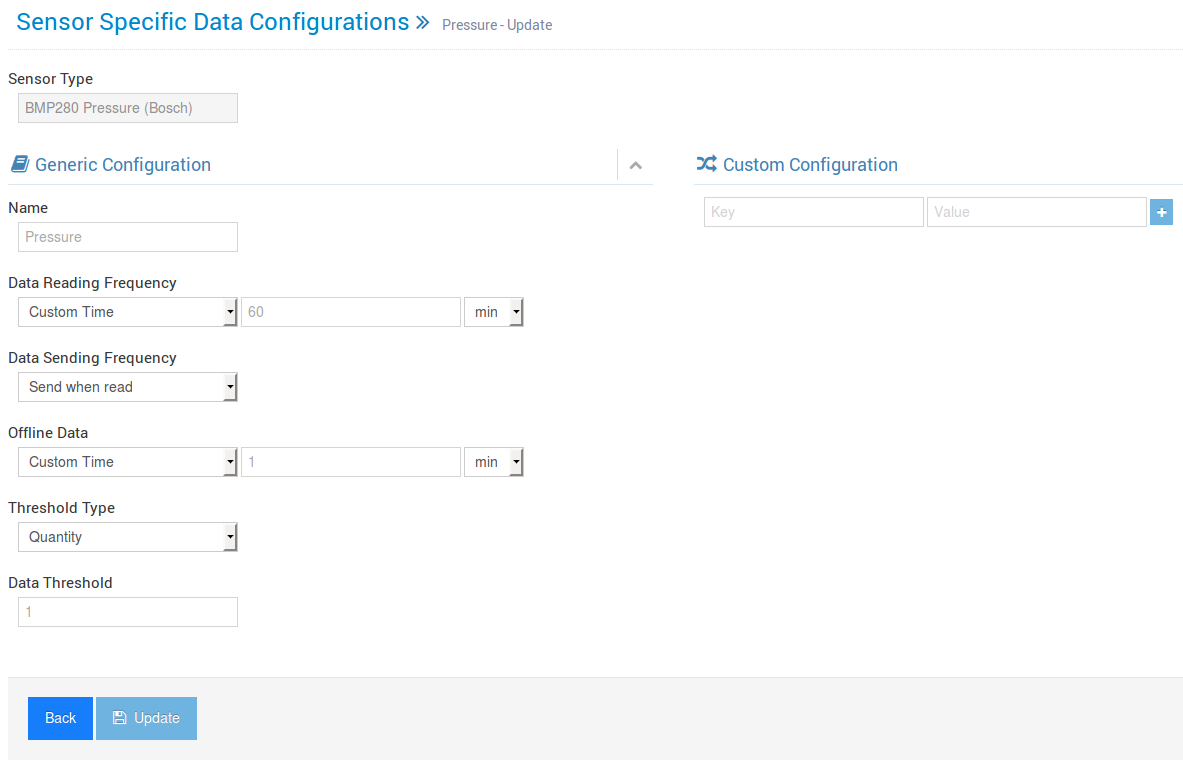 Sensor Specific Data Configurations » Pressure - Update
Sensor Type
BMP280 Pressure (Bosch)
Generic Configuration
Name
Pressure
Data Reading Frequency
Custom Time 60 min
Data Sending Frequency
Send when read
Offline Data
Custom Time 1 min
Threshold Type
Quantity
Data Threshold
1
Custom Configuration
Key Value +
Back Update